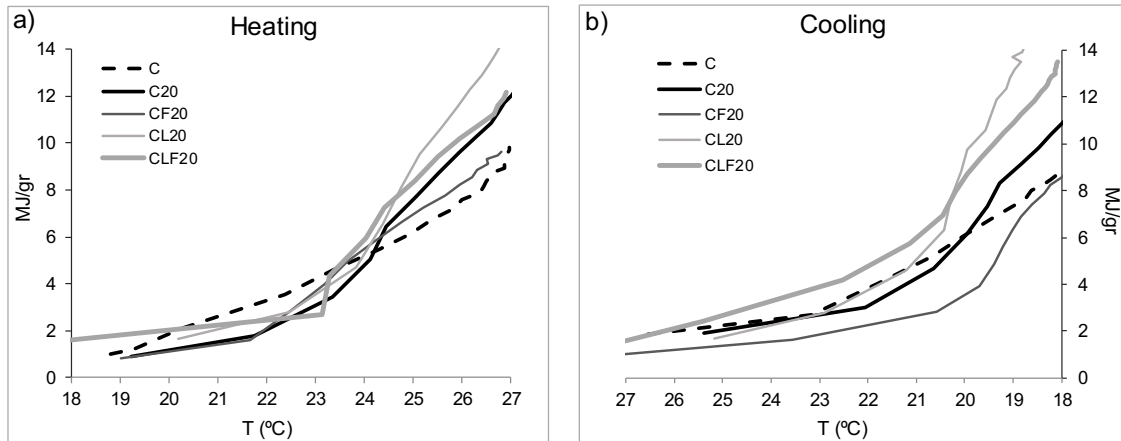 a)
Heating
14
12
10
8
6
4
2
0
MJ/gr
C
C20
CF20
CL20
CLF20
18 19 20 21 22 23 24 25 26 27
T (ºC)
b)
Cooling
C
C20
CF20
CL20
CLF20
14
12
10
8
6
4
2
0
MJ/gr
27 26 25 24 23 22 21 20 19 18
T (ºC)